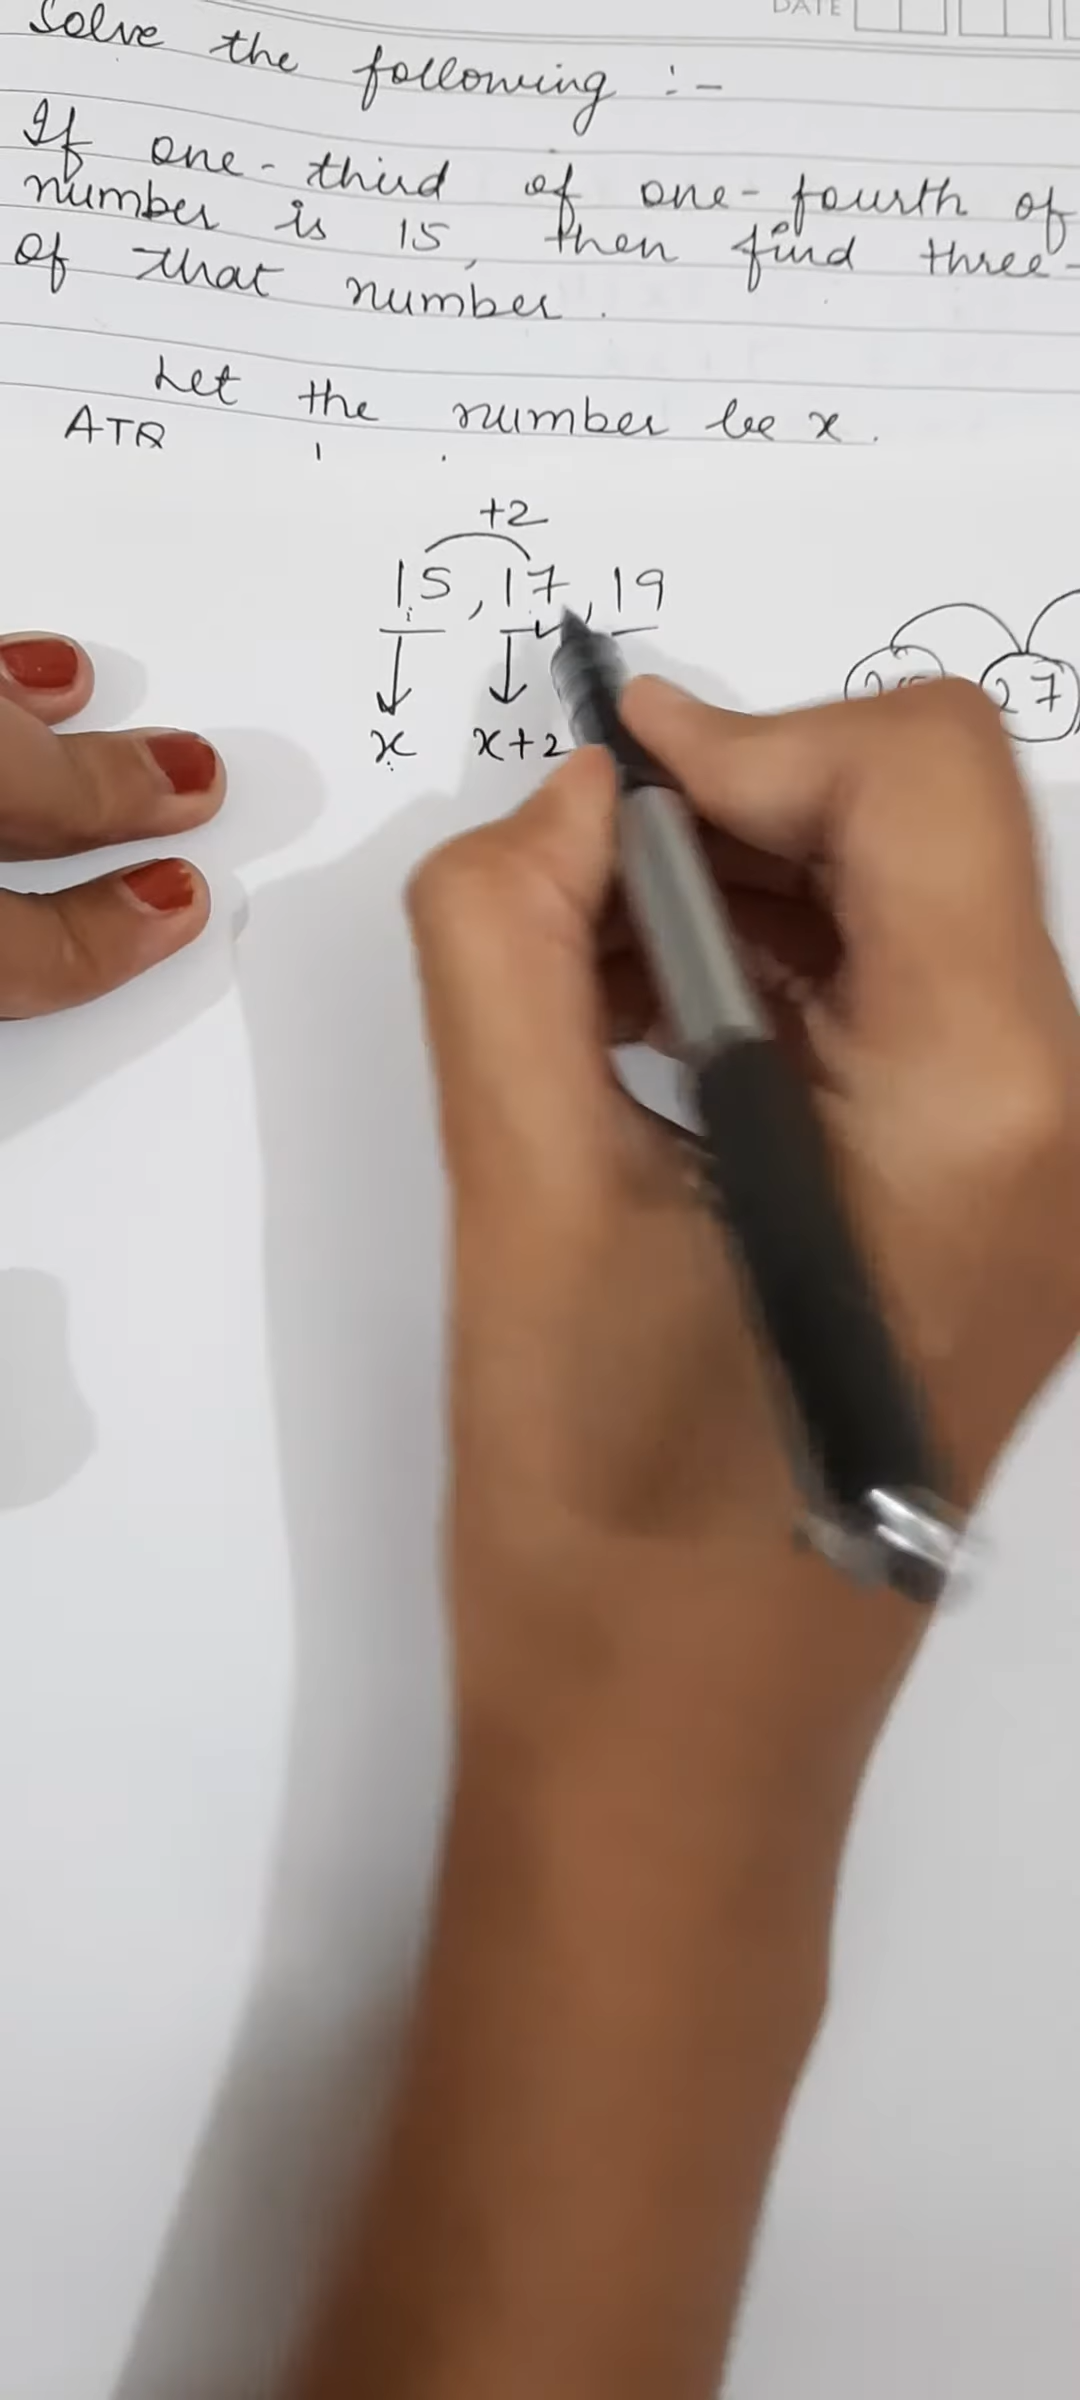 DATE
Solve the following :-
If one-third of one-fourth of
number is 15, then find three-
of that number.
Let the number be x.
ATQ
+2
15, 17, 19
27
x x+2